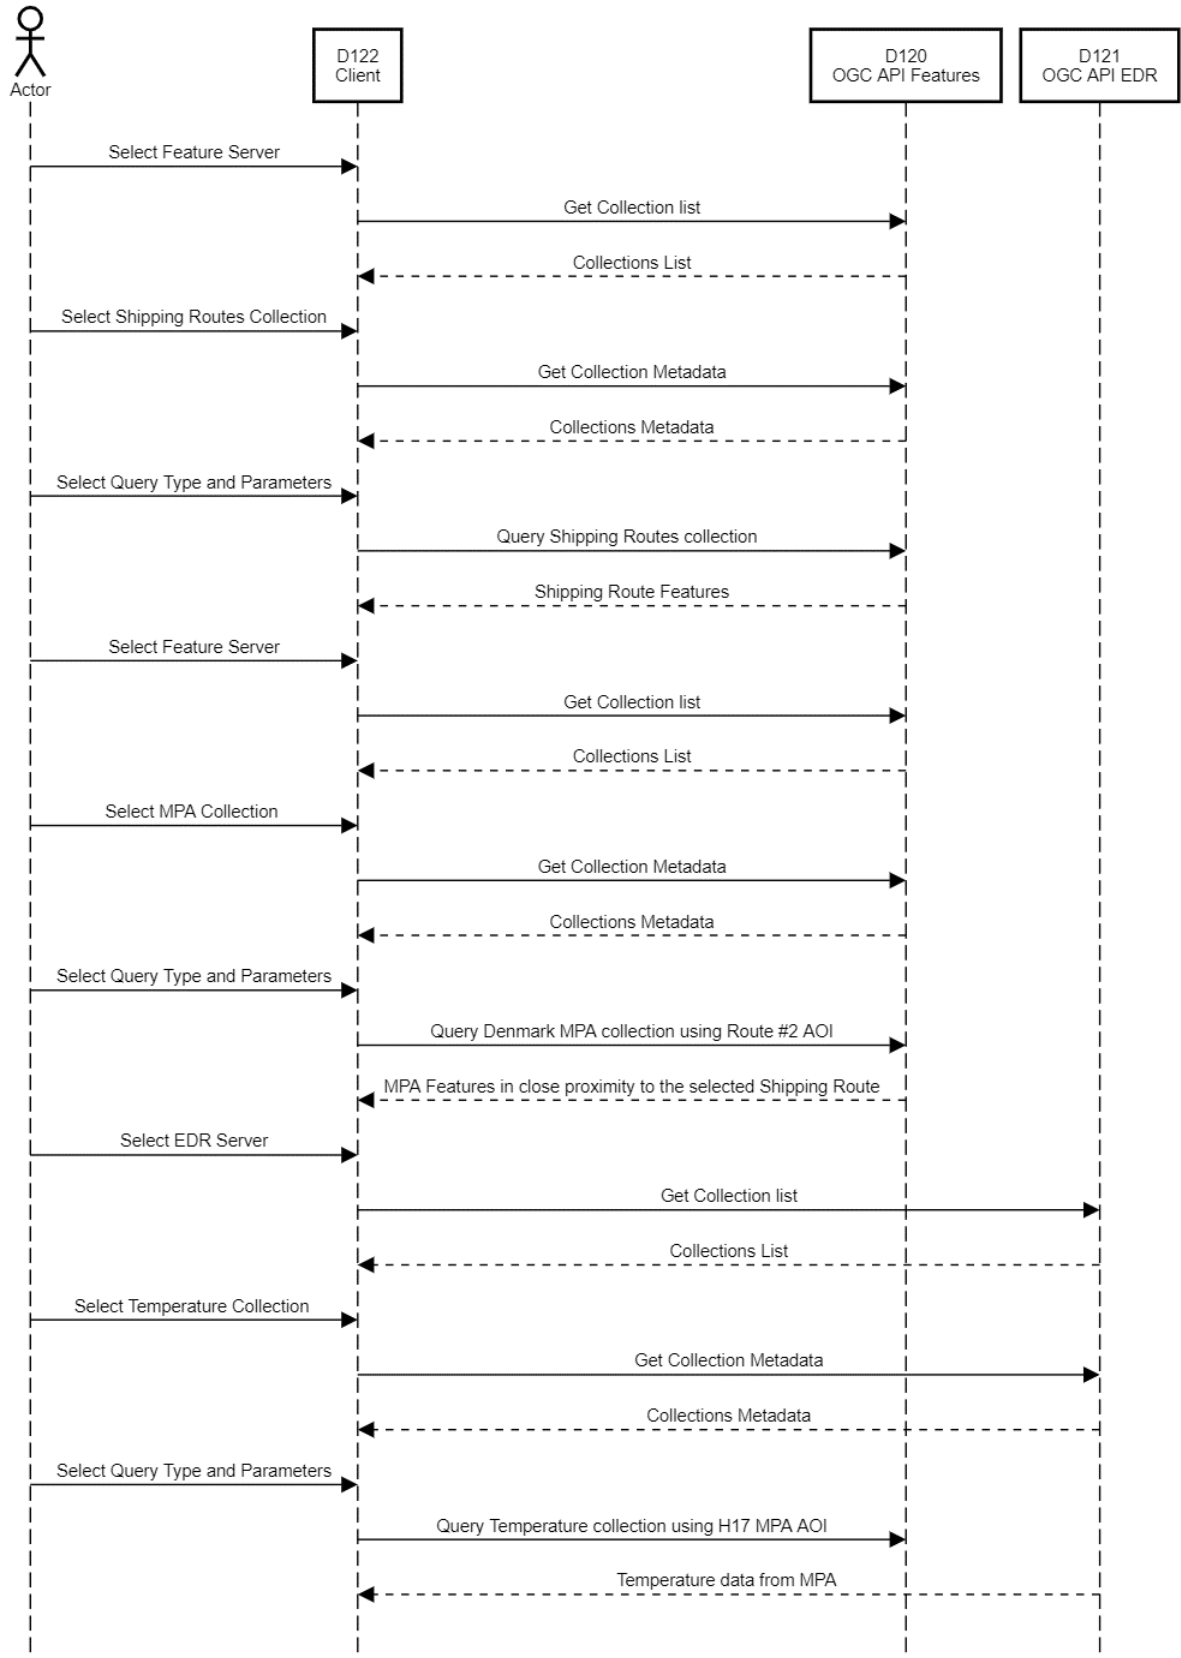 Actor
D122
Client
D120
OGC API Features
D121
OGC API EDR
Select Feature Server
Get Collection list
Collections List
Select Shipping Routes Collection
Get Collection Metadata
Collections Metadata
Select Query Type and Parameters
Query Shipping Routes collection
Shipping Route Features
Select Feature Server
Get Collection list
Collections List
Select MPA Collection
Get Collection Metadata
Collections Metadata
Select Query Type and Parameters
Query Denmark MPA collection using Route #2 AOI
MPA Features in close proximity to the selected Shipping Route
Select EDR Server
Get Collection list
Collections List
Select Temperature Collection
Get Collection Metadata
Collections Metadata
Select Query Type and Parameters
Query Temperature collection using H17 MPA AOI
Temperature data from MPA